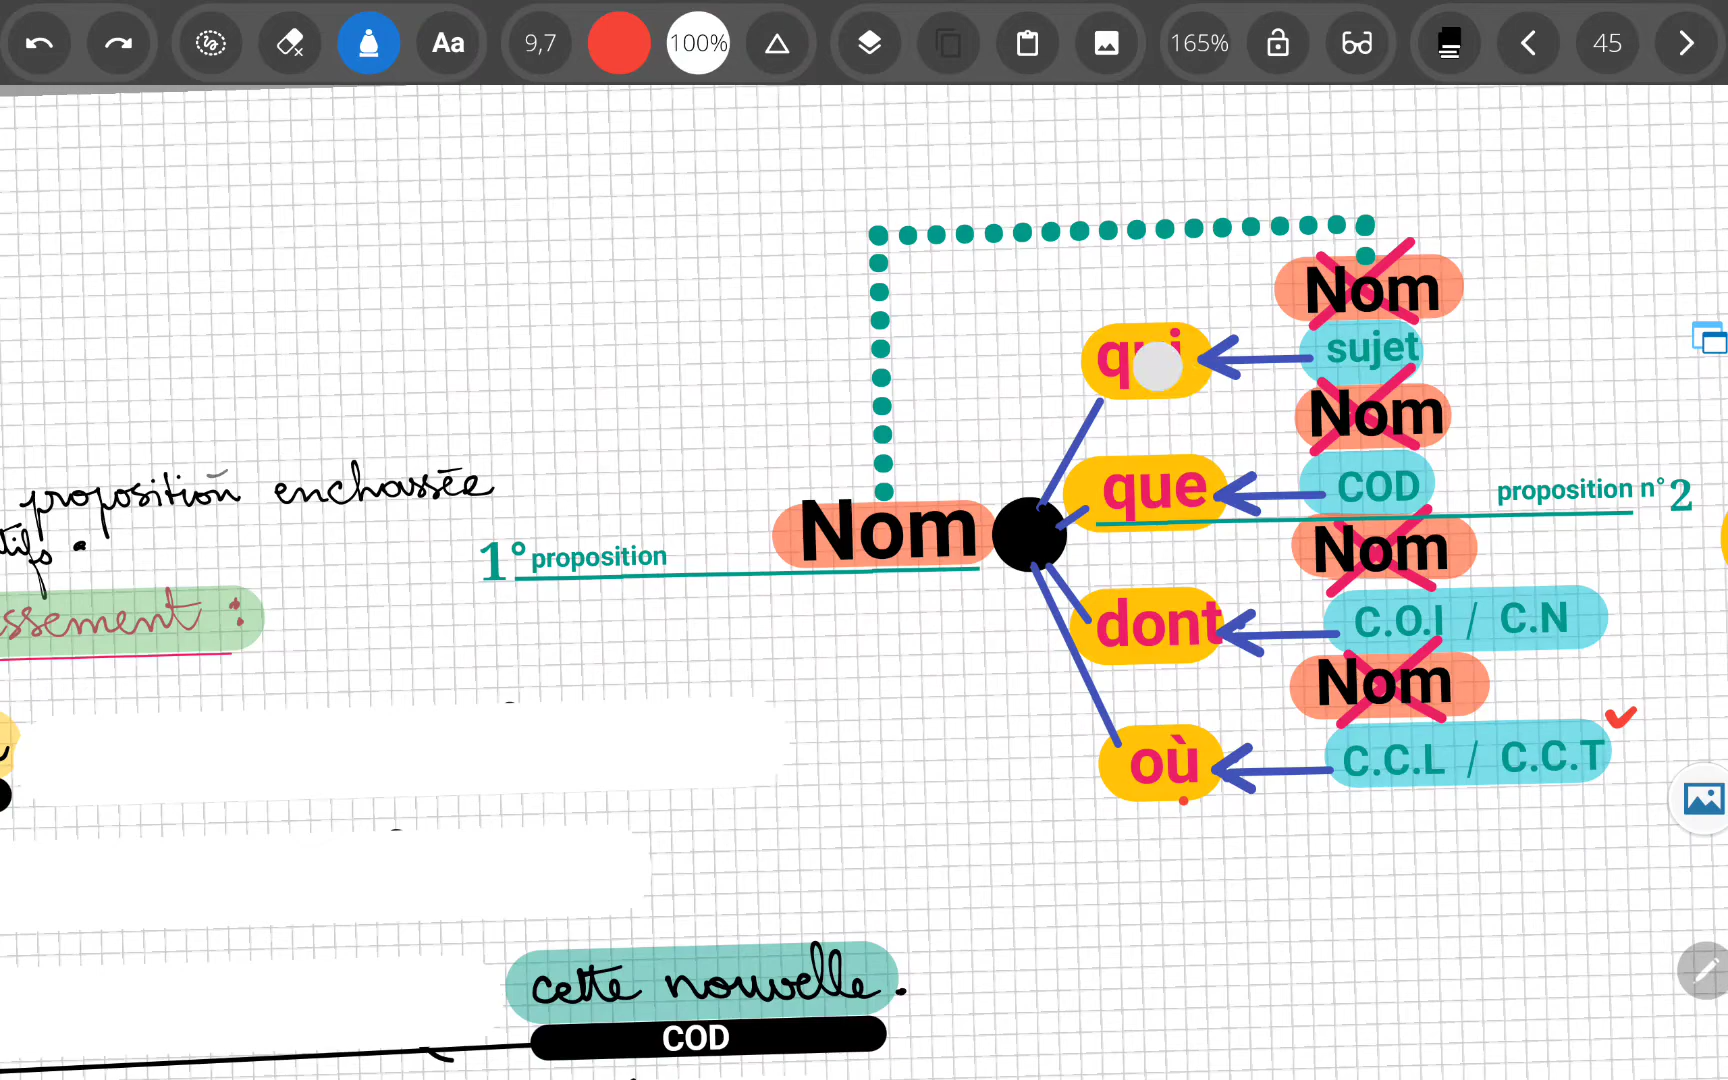 Aa 9,7 100% 165% 45
Nom
qui sujet
Nom
proposition enchassée
que COD
proposition n°2
Nom
1° proposition
Nom
dont C.O.I / C.N
ssement :
Nom
où C.C.L / C.C.T
cette nouvelle.
COD